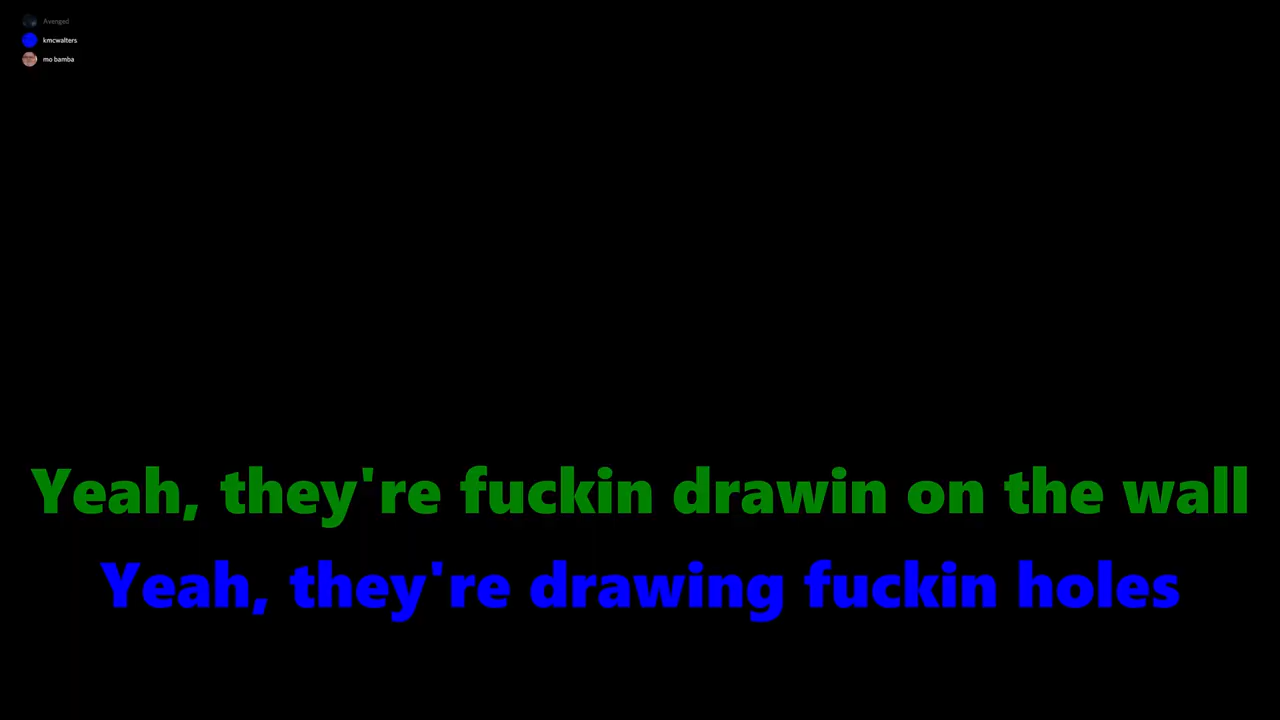 Avenged
kmcwalters
mo bamba
Yeah, they're fuckin drawin on the wall
Yeah, they're drawing fuckin holes